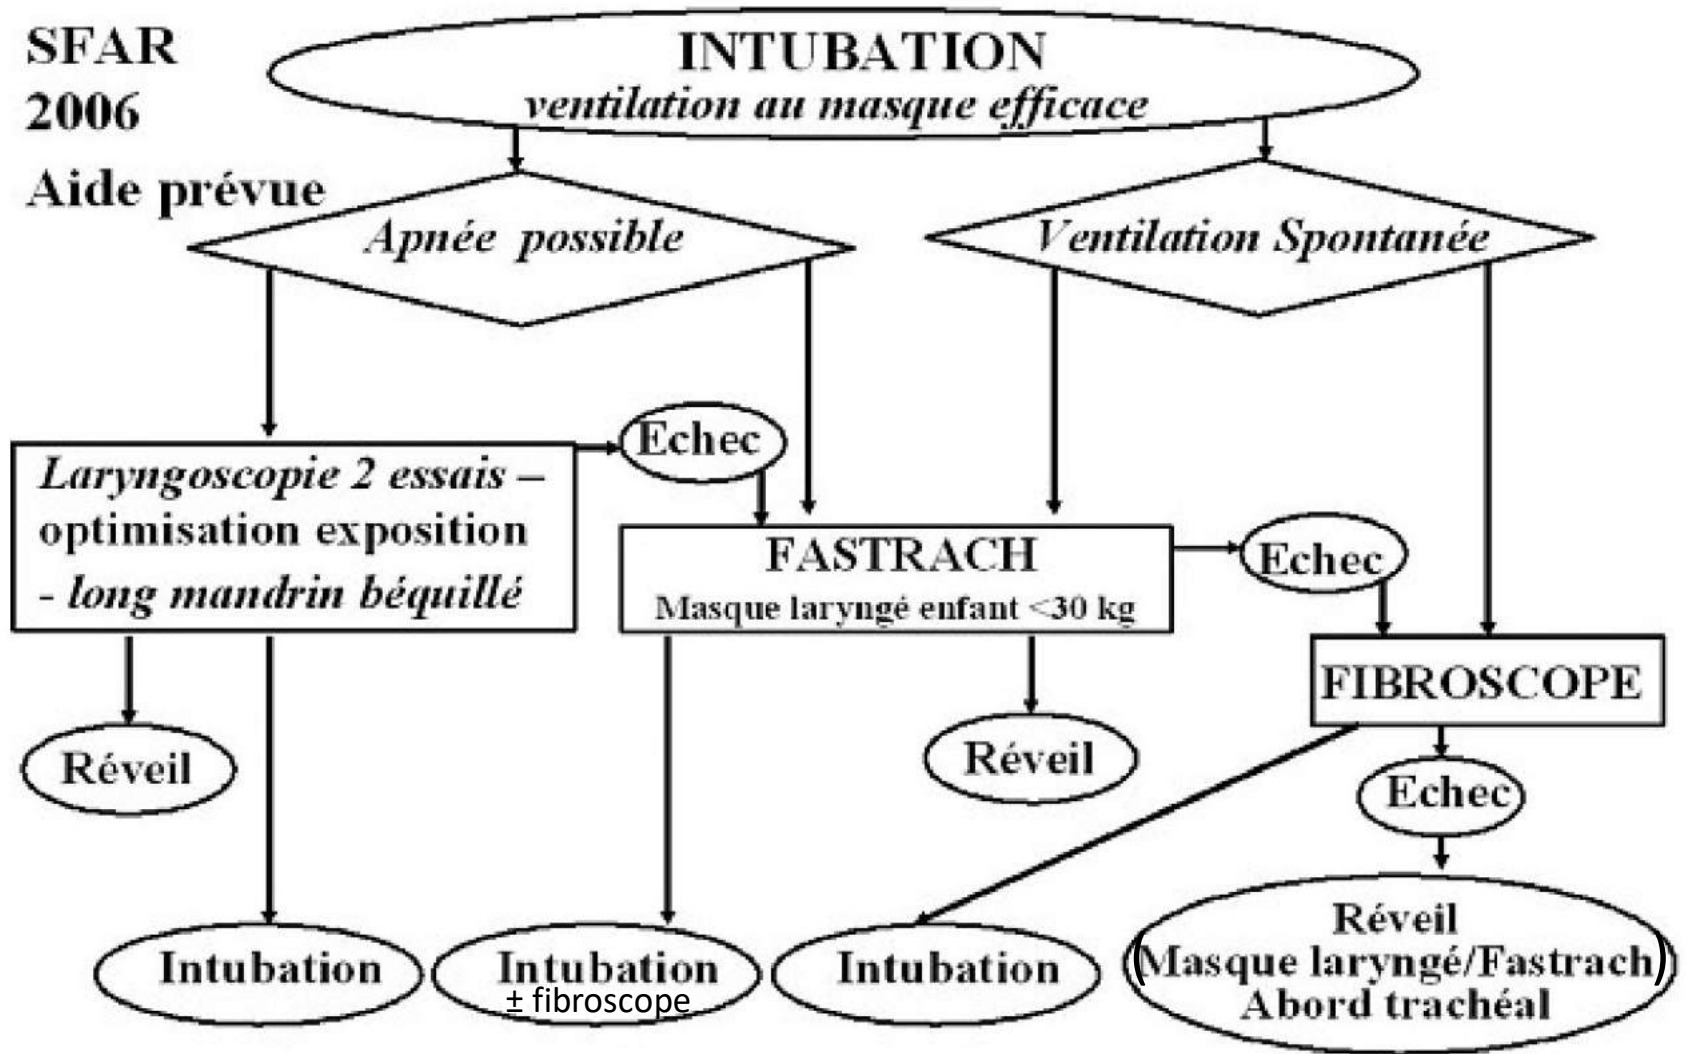 SFAR
2006
Aide prévue
INTUBATION
ventilation au masque efficace
Apnée possible
Ventilation Spontanée
Echec
Laryngoscopie 2 essais –
optimisation exposition
- long mandrin béquillé
FASTRACH
Masque laryngé enfant <30 kg
Echec
FIBROSCOPE
Réveil
Réveil
Echec
Intubation
Intubation
± fibroscope
Intubation
Réveil
(Masque laryngé/Fastrach)
Abord trachéal